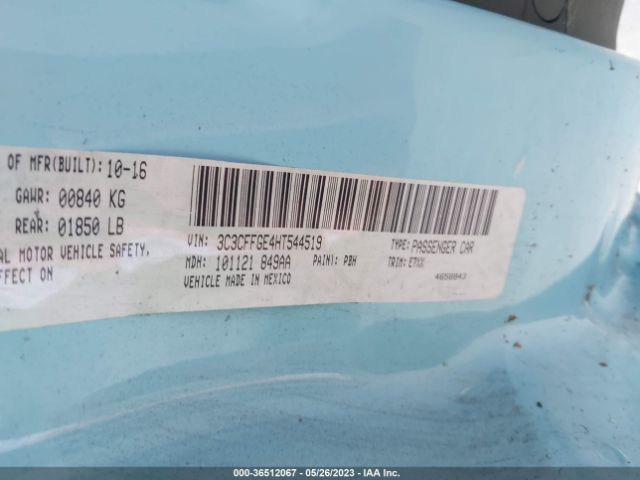 OF MFR(BUILT): 10-16
GAWR: 00840 KG
REAR: 01850 LB
AL MOTOR VEHICLE SAFETY,
EFFECT ON
VIN: 3C3CFFGE4HT544519
TYPE: PASSENGER CAR
MDH: 101121 849AA
PAINT: PBH
TRIM: E7XX
VEHICLE MADE IN MEXICO
4658843
000-36512067 - 05/26/2023 - IAA Inc.